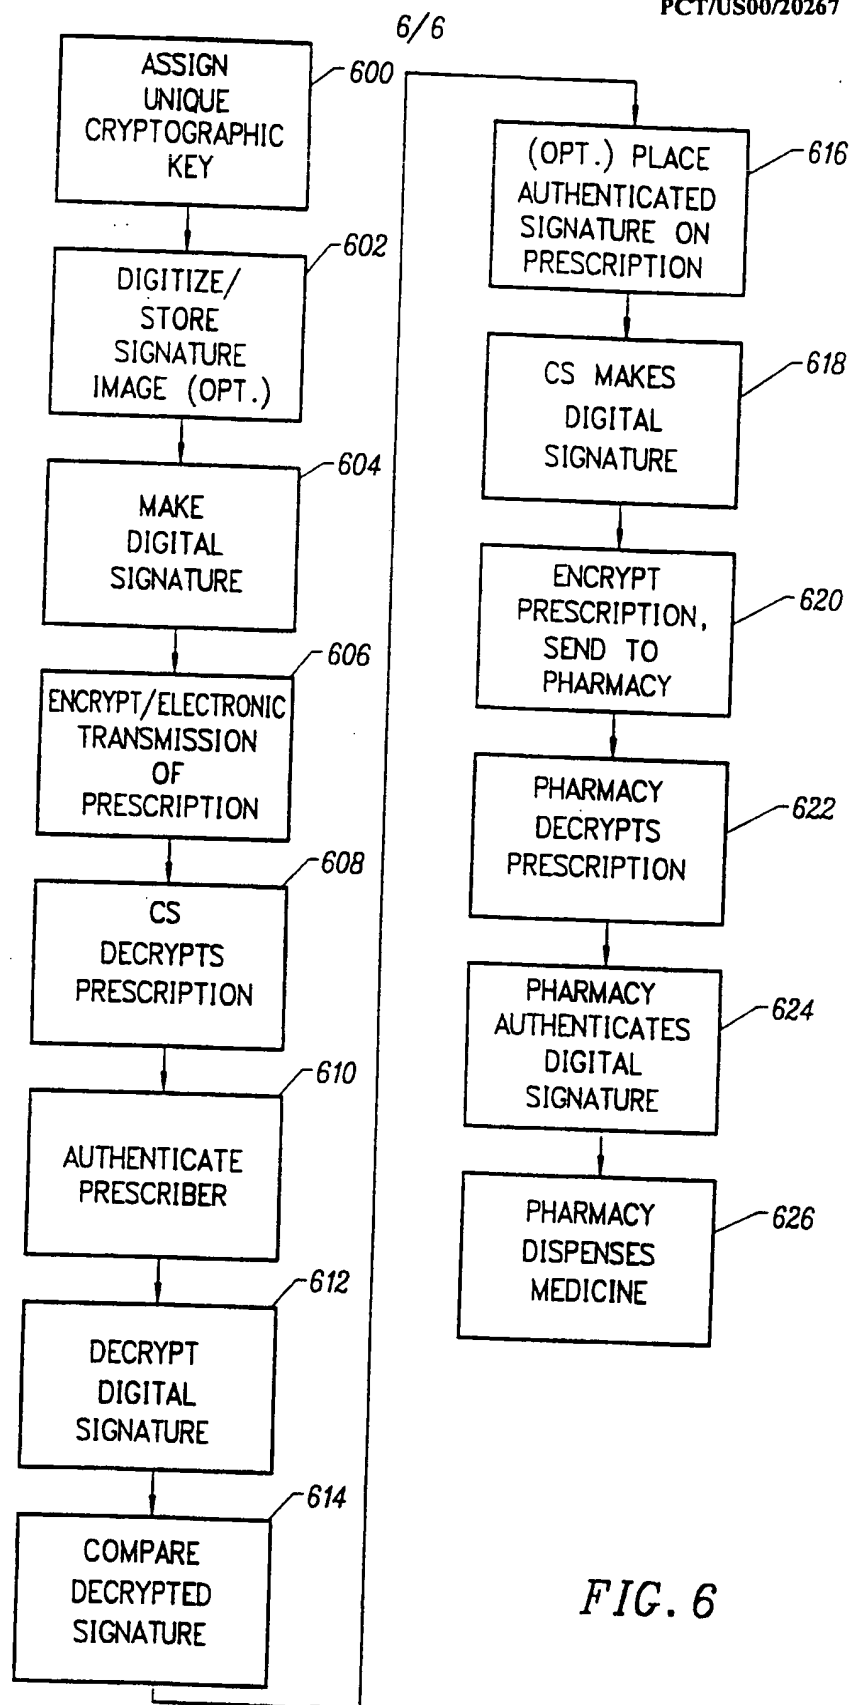 PCT/US00/20267
6/6
ASSIGN
UNIQUE
CRYPTOGRAPHIC
KEY
600
DIGITIZE/
STORE
SIGNATURE
IMAGE (OPT.)
602
MAKE
DIGITAL
SIGNATURE
604
ENCRYPT/ELECTRONIC
TRANSMISSION
OF
PRESCRIPTION
606
CS
DECRYPTS
PRESCRIPTION
608
AUTHENTICATE
PRESCRIBER
610
DECRYPT
DIGITAL
SIGNATURE
612
COMPARE
DECRYPTED
SIGNATURE
614
(OPT.) PLACE
AUTHENTICATED
SIGNATURE ON
PRESCRIPTION
616
CS MAKES
DIGITAL
SIGNATURE
618
ENCRYPT
PRESCRIPTION,
SEND TO
PHARMACY
620
PHARMACY
DECRYPTS
PRESCRIPTION
622
PHARMACY
AUTHENTICATES
DIGITAL
SIGNATURE
624
PHARMACY
DISPENSES
MEDICINE
626
FIG. 6